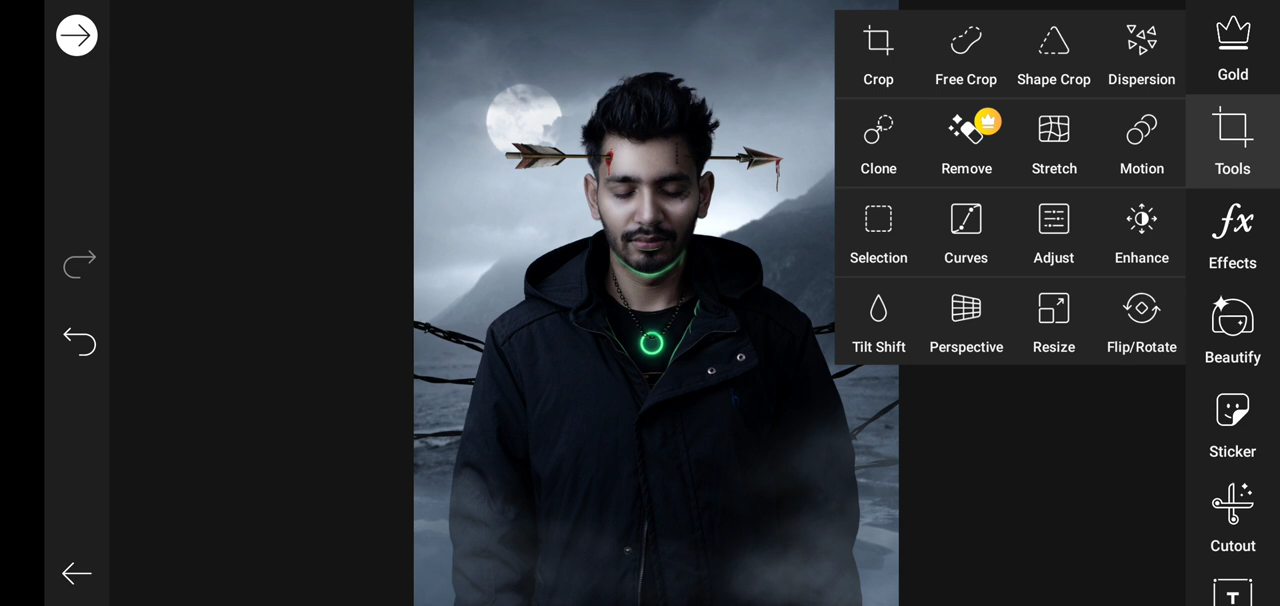 Crop Free Crop Shape Crop Dispersion
Clone Remove Stretch Motion
Selection Curves Adjust Enhance
Tilt Shift Perspective Resize Flip/Rotate
Gold
Tools
fx
Effects
Beautify
Sticker
Cutout
T